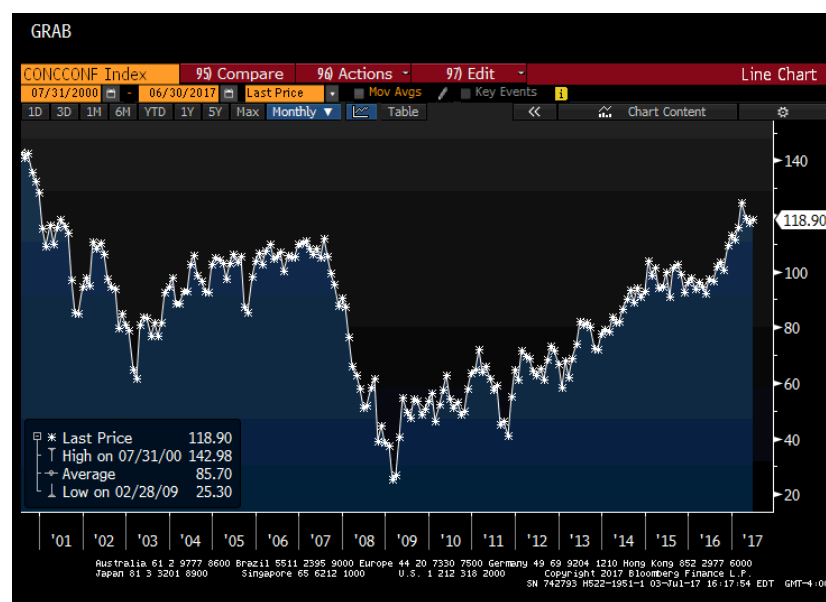 GRAB
CONCCONF Index 95) Compare 96) Actions 97) Edit Line Chart
07/31/2000 - 06/30/2017 Last Price Mov Avgs Key Events i
1D 3D 1M 6M YTD 1Y 5Y Max Monthly ▼ Table « Chart Content
140
118.90
100
80
60
40
20
Last Price 118.90
High on 07/31/00 142.98
Average 85.70
Low on 02/28/09 25.30
'01 '02 '03 '04 '05 '06 '07 '08 '09 '10 '11 '12 '13 '14 '15 '16 '17
Australia 61 2 9777 8600 Brazil 5511 2395 9000 Europe 44 20 7330 7500 Germany 49 69 9204 1210 Hong Kong 852 2977 6000
Japan 81 3 3201 8900 Singapore 65 6212 1000 U.S. 1 212 318 2000 Copyright 2017 Bloomberg Finance L.P.
SN 742793 H522-1951-1 03-Jul-17 16:17:54 EDT GMT-4:0